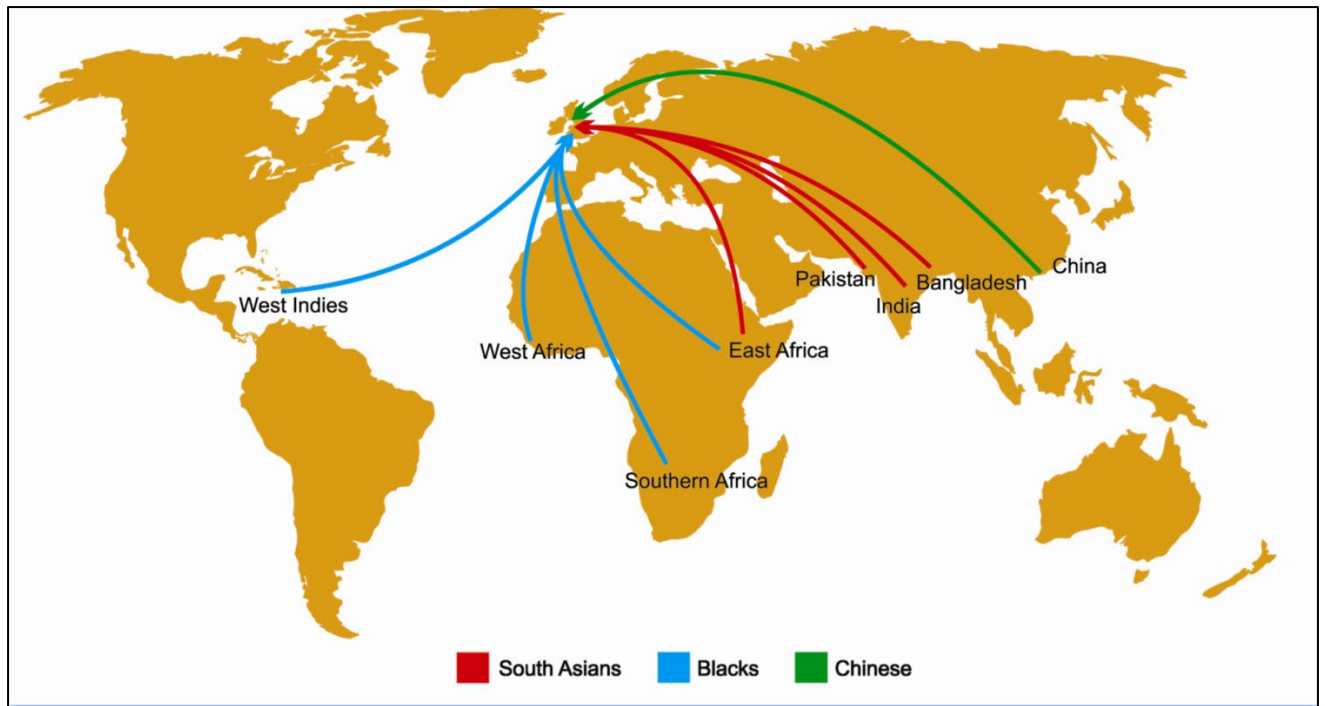 China
Pakistan
Bangladesh
India
West Indies
West Africa
East Africa
Southern Africa
South Asians
Blacks
Chinese